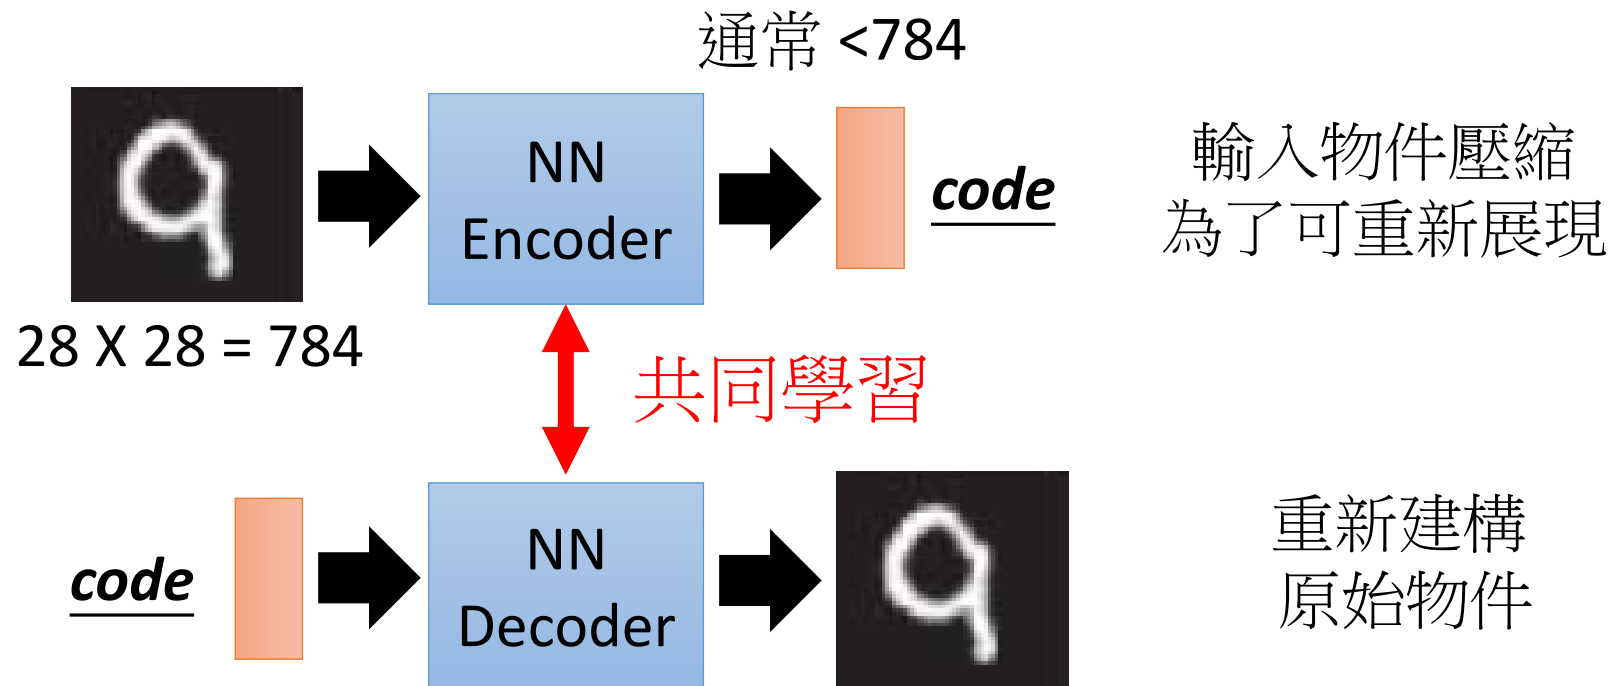 通常 <784
NN
Encoder
code
輸入物件壓縮
為了可重新展現
28 X 28 = 784
共同學習
code
NN
Decoder
重新建構
原始物件